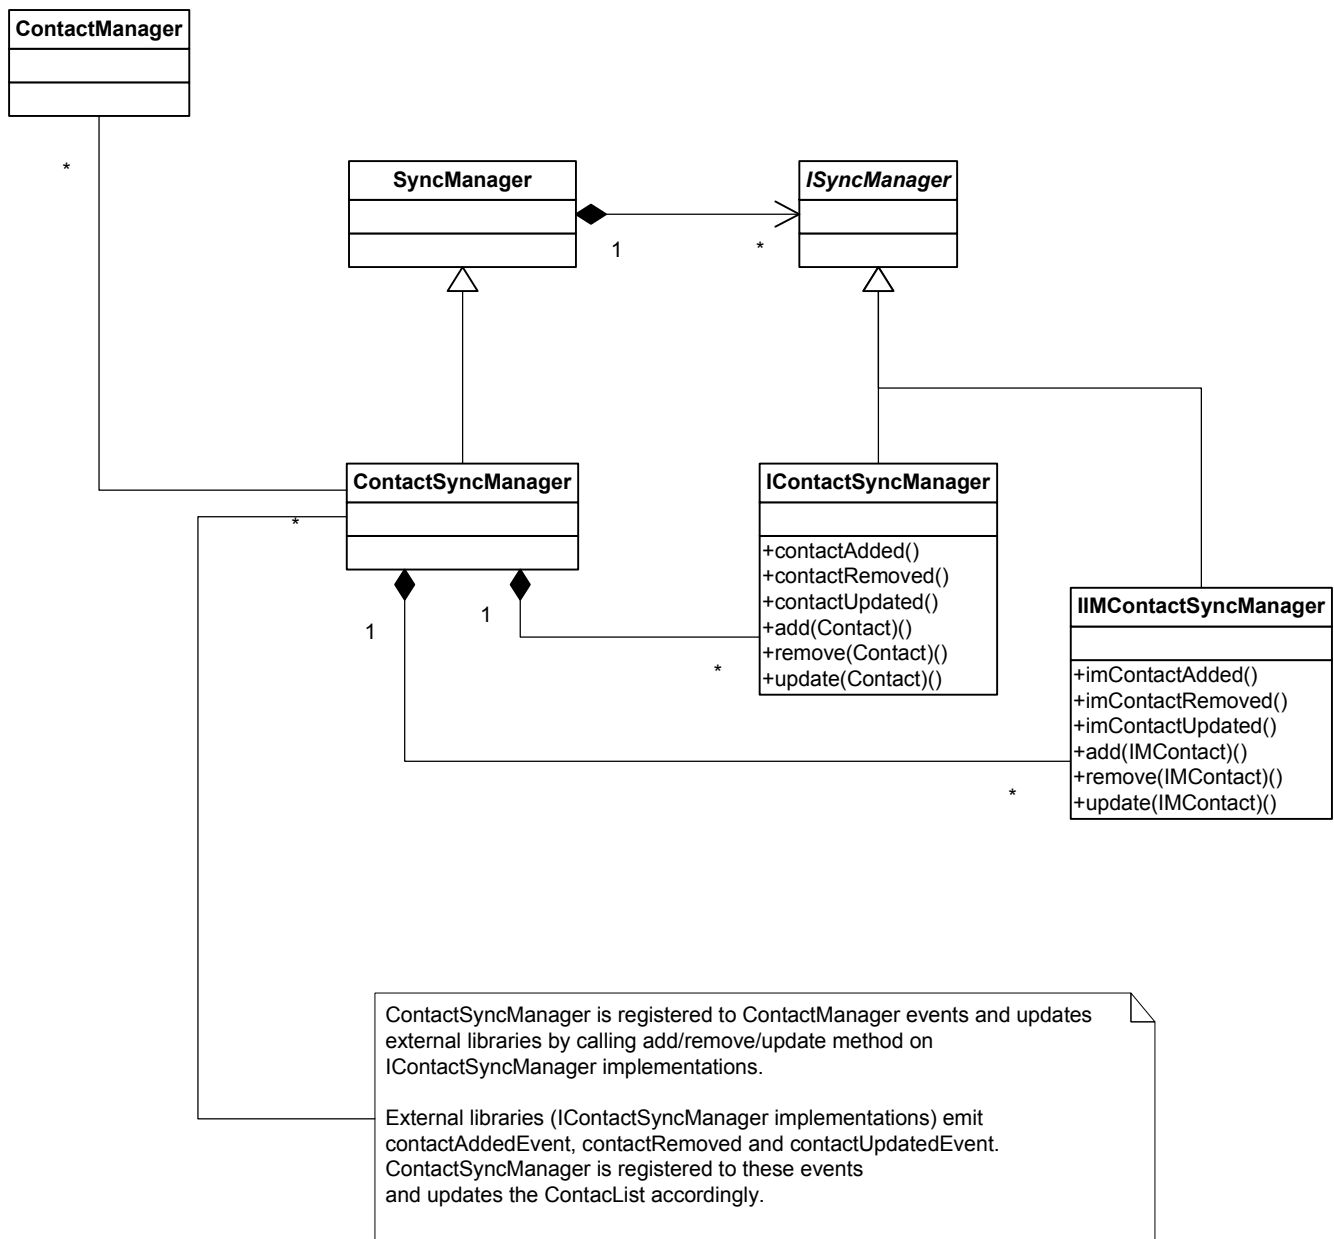 ContactManager
*
SyncManager
ISyncManager
1
*
ContactSyncManager
*
IContactSyncManager
+contactAdded()
+contactRemoved()
+contactUpdated()
+add(Contact)()
+remove(Contact)()
+update(Contact)()
1
1
*
IIMContactSyncManager
+imContactAdded()
+imContactRemoved()
+imContactUpdated()
+add(IMContact)()
+remove(IMContact)()
+update(IMContact)()
*
ContactSyncManager is registered to ContactManager events and updates
external libraries by calling add/remove/update method on
IContactSyncManager implementations.
External libraries (IContactSyncManager implementations) emit
contactAddedEvent, contactRemoved and contactUpdatedEvent.
ContactSyncManager is registered to these events
and updates the ContacList accordingly.